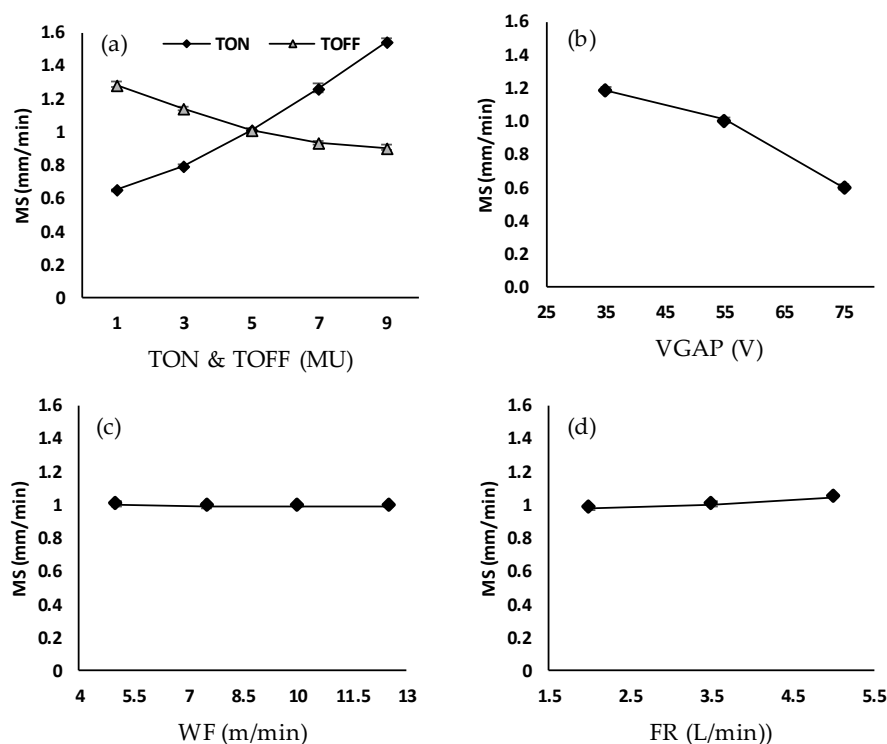 (a)
TON
TOFF
MS (mm/min)
1.6
1.4
1.2
1
0.8
0.6
0.4
0.2
0
1 3 5 7 9
TON & TOFF (MU)
(b)
MS (mm/min)
1.6
1.4
1.2
1.0
0.8
0.6
0.4
0.2
0.0
25 35 45 55 65 75
VGAP (V)
(c)
MS (mm/min)
1.6
1.4
1.2
1
0.8
0.6
0.4
0.2
0
4 5.5 7 8.5 10 11.5 13
WF (m/min)
(d)
MS (mm/min)
1.6
1.4
1.2
1
0.8
0.6
0.4
0.2
0
1.5 2.5 3.5 4.5 5.5
FR (L/min))